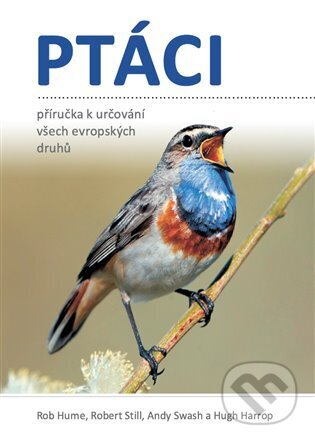 PTÁCI
příručka k určování
všech evropských
druhů
Rob Hume, Robert Still, Andy Swash a Hugh Harrop